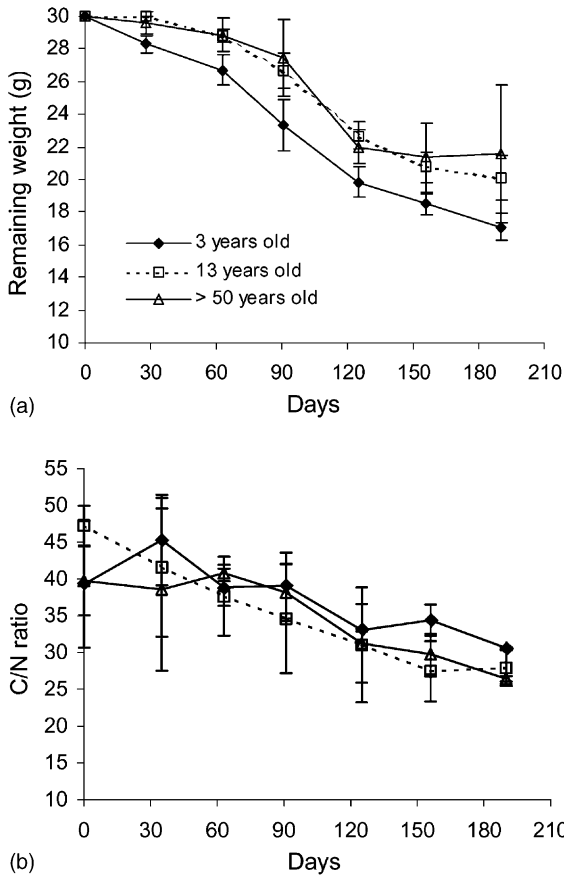 30
28
26
24
22
20
18
16
14
12
10
Remaining weight (g)
3 years old
13 years old
> 50 years old
0 30 60 90 120 150 180 210
(a)
Days
55
50
45
40
35
30
25
20
15
10
C/N ratio
0 30 60 90 120 150 180 210
(b)
Days